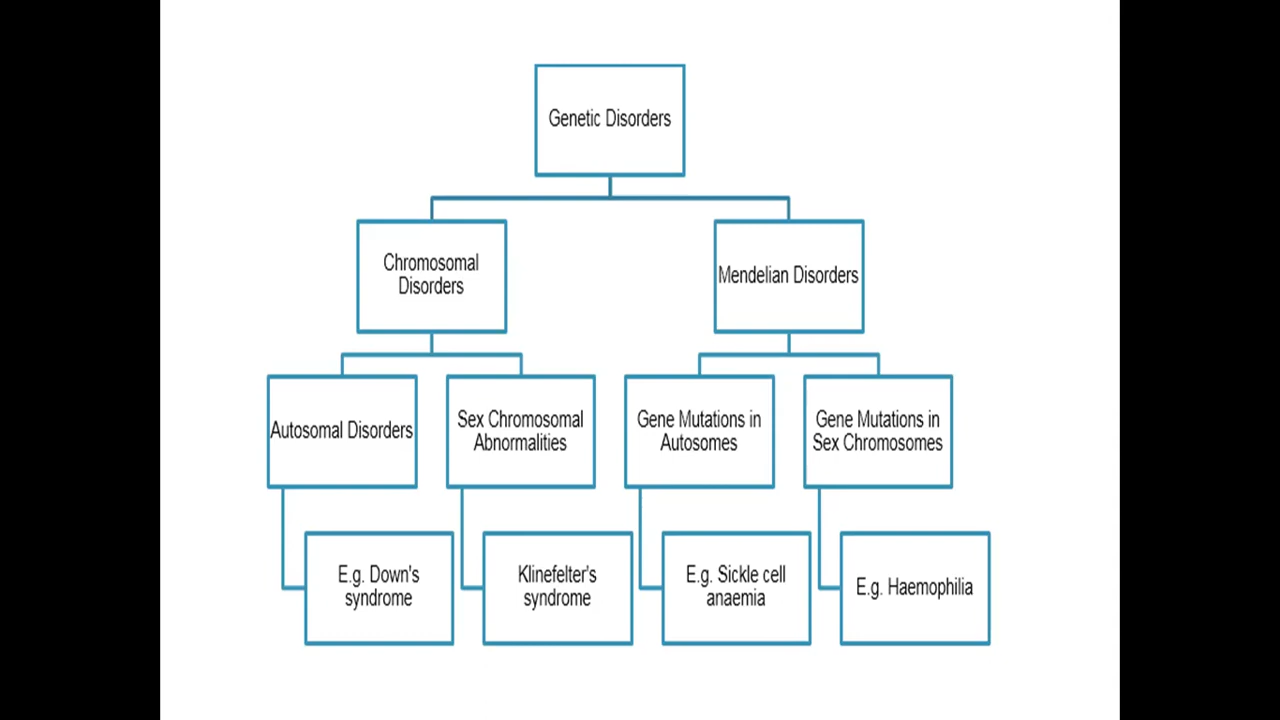 Genetic Disorders
Chromosomal
Disorders
Mendelian Disorders
Autosomal Disorders
Sex Chromosomal
Abnormalities
Gene Mutations in
Autosomes
Gene Mutations in
Sex Chromosomes
E.g. Down's
syndrome
Klinefelter's
syndrome
E.g. Sickle cell
anaemia
E.g. Haemophilia